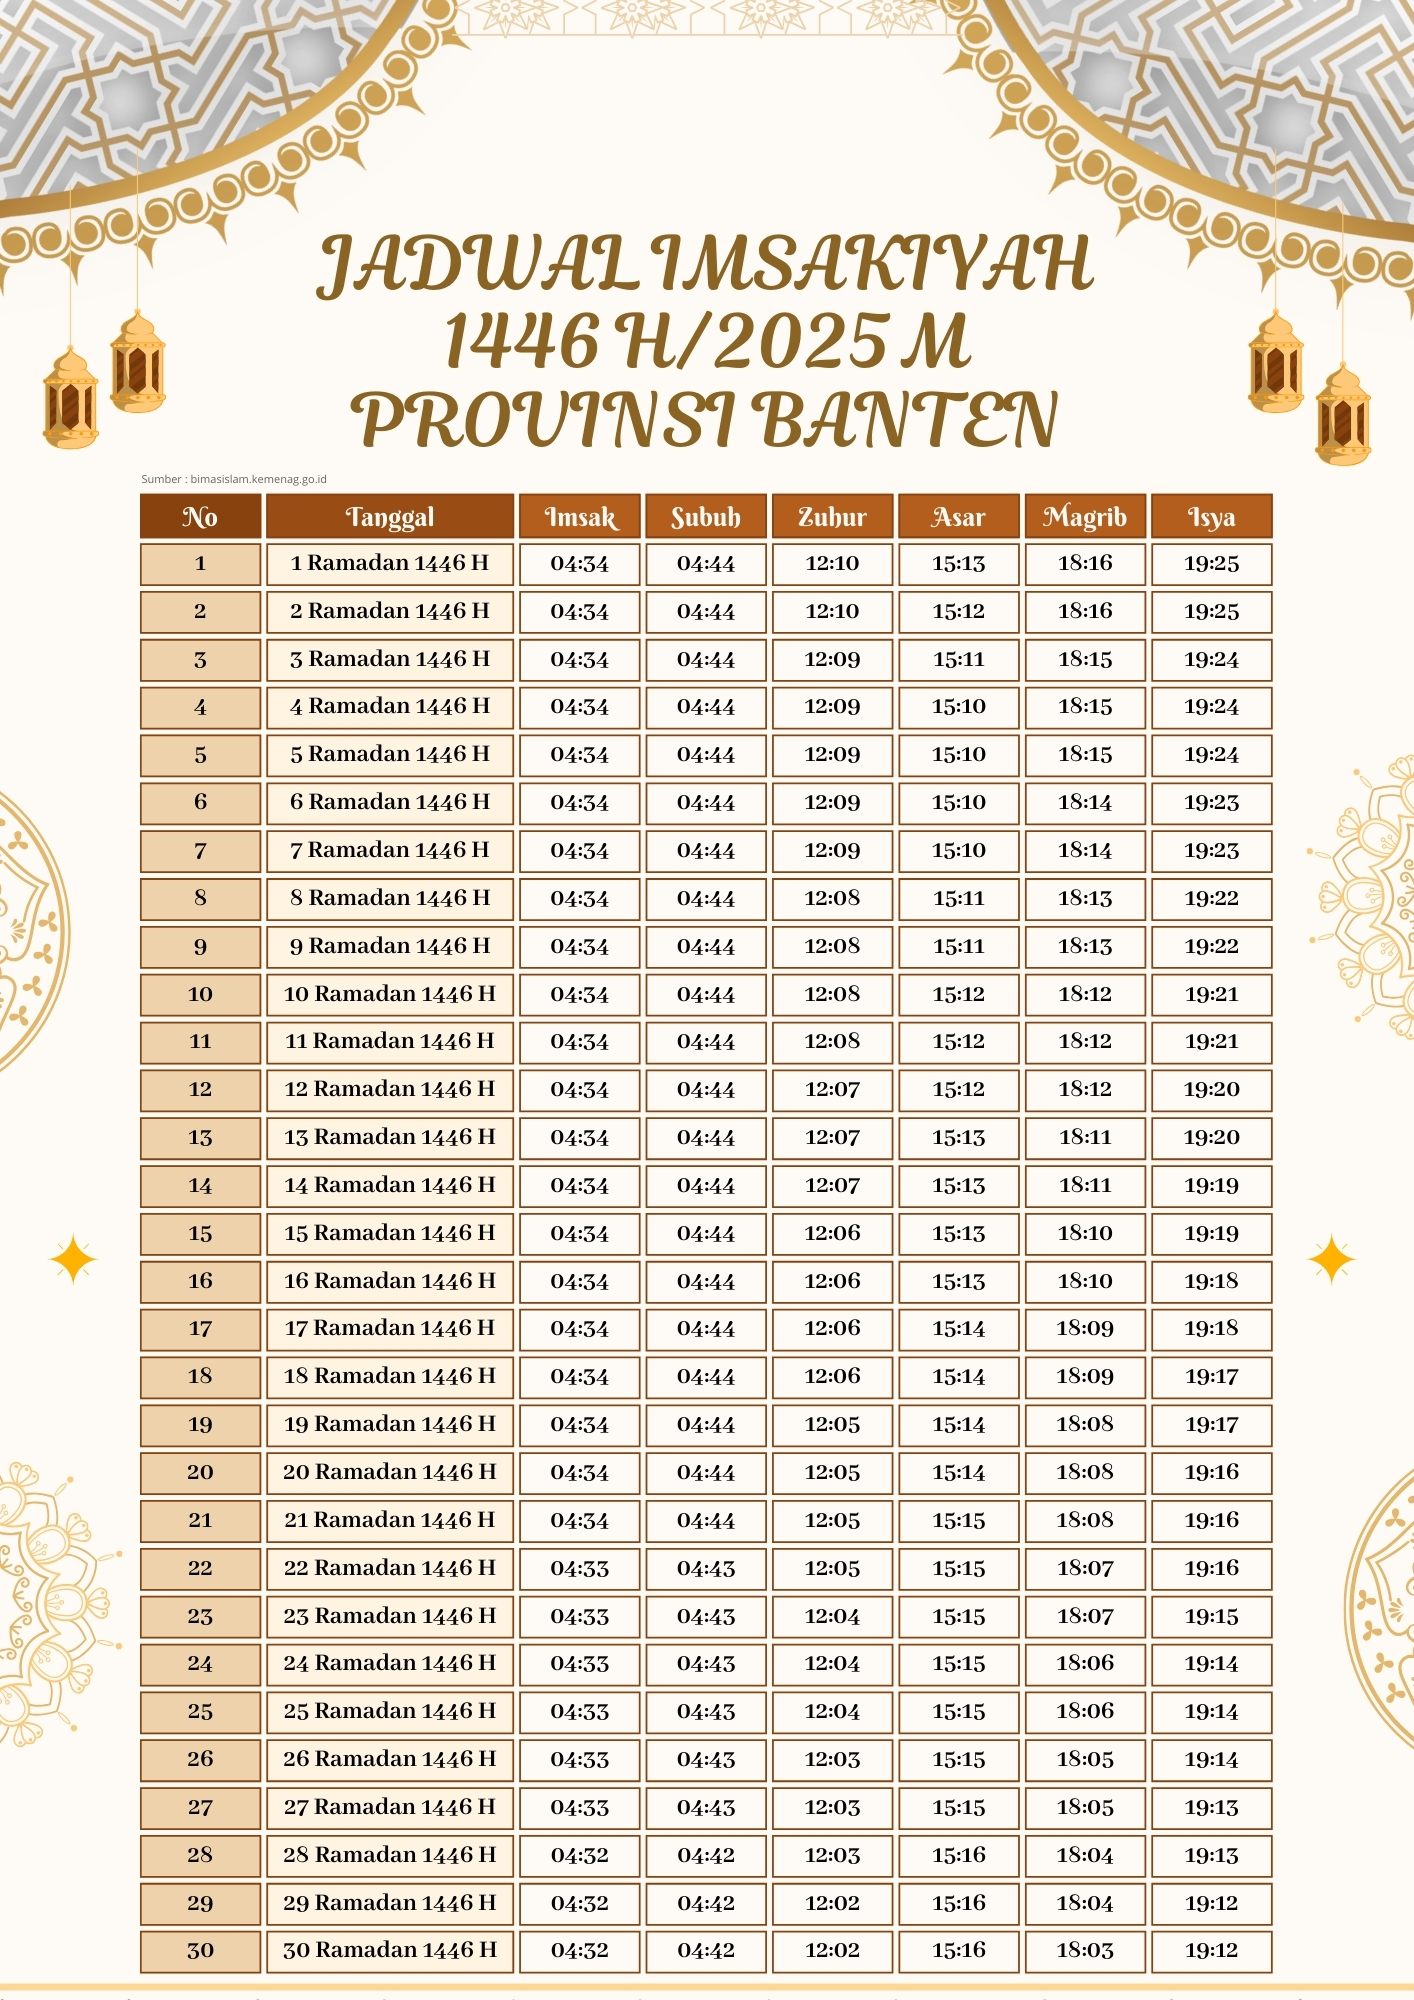 JADWAL IMSAKIYAH
1446 H/2025 M
PROVINSI BANTEN
Sumber : bimasislam.kemenag.go.id
No Tanggal Imsak Subuh Zuhur Asar Magrib Isya
1 1 Ramadan 1446 H 04:34 04:44 12:10 15:13 18:16 19:25
2 2 Ramadan 1446 H 04:34 04:44 12:10 15:12 18:16 19:25
3 3 Ramadan 1446 H 04:34 04:44 12:09 15:11 18:15 19:24
4 4 Ramadan 1446 H 04:34 04:44 12:09 15:10 18:15 19:24
5 5 Ramadan 1446 H 04:34 04:44 12:09 15:10 18:15 19:24
6 6 Ramadan 1446 H 04:34 04:44 12:09 15:10 18:14 19:23
7 7 Ramadan 1446 H 04:34 04:44 12:09 15:10 18:14 19:23
8 8 Ramadan 1446 H 04:34 04:44 12:08 15:11 18:13 19:22
9 9 Ramadan 1446 H 04:34 04:44 12:08 15:11 18:13 19:22
10 10 Ramadan 1446 H 04:34 04:44 12:08 15:12 18:12 19:21
11 11 Ramadan 1446 H 04:34 04:44 12:08 15:12 18:12 19:21
12 12 Ramadan 1446 H 04:34 04:44 12:07 15:12 18:12 19:20
13 13 Ramadan 1446 H 04:34 04:44 12:07 15:13 18:11 19:20
14 14 Ramadan 1446 H 04:34 04:44 12:07 15:13 18:11 19:19
15 15 Ramadan 1446 H 04:34 04:44 12:06 15:13 18:10 19:19
16 16 Ramadan 1446 H 04:34 04:44 12:06 15:13 18:10 19:18
17 17 Ramadan 1446 H 04:34 04:44 12:06 15:14 18:09 19:18
18 18 Ramadan 1446 H 04:34 04:44 12:06 15:14 18:09 19:17
19 19 Ramadan 1446 H 04:34 04:44 12:05 15:14 18:08 19:17
20 20 Ramadan 1446 H 04:34 04:44 12:05 15:14 18:08 19:16
21 21 Ramadan 1446 H 04:34 04:44 12:05 15:15 18:08 19:16
22 22 Ramadan 1446 H 04:33 04:43 12:05 15:15 18:07 19:16
23 23 Ramadan 1446 H 04:33 04:43 12:04 15:15 18:07 19:15
24 24 Ramadan 1446 H 04:33 04:43 12:04 15:15 18:06 19:14
25 25 Ramadan 1446 H 04:33 04:43 12:04 15:15 18:06 19:14
26 26 Ramadan 1446 H 04:33 04:43 12:03 15:15 18:05 19:14
27 27 Ramadan 1446 H 04:33 04:43 12:03 15:15 18:05 19:13
28 28 Ramadan 1446 H 04:32 04:42 12:03 15:16 18:04 19:13
29 29 Ramadan 1446 H 04:32 04:42 12:02 15:16 18:04 19:12
30 30 Ramadan 1446 H 04:32 04:42 12:02 15:16 18:03 19:12